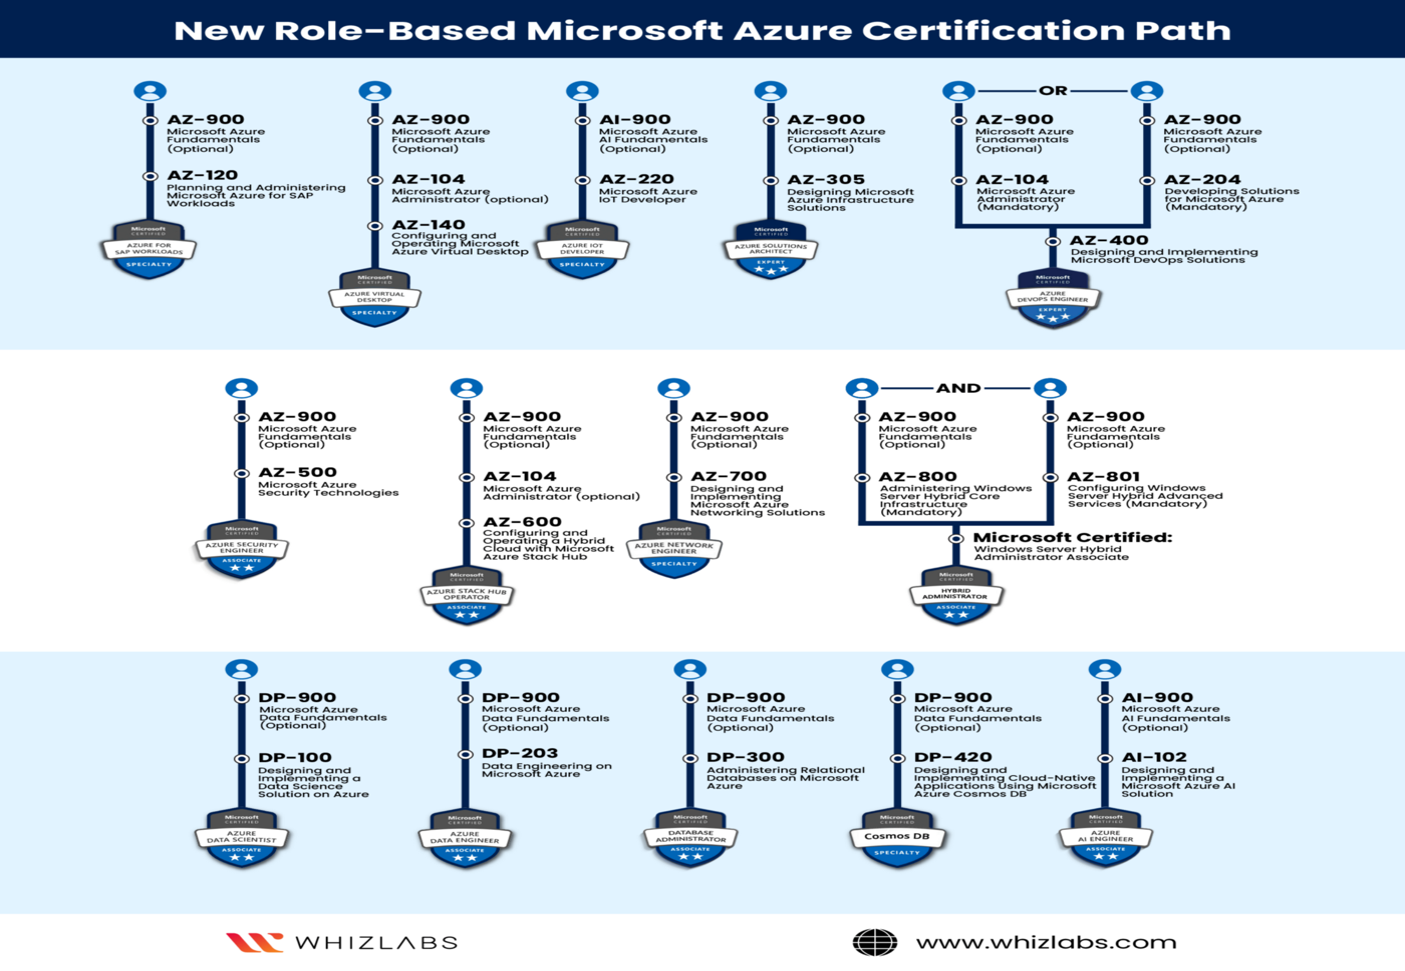 New Role-Based Microsoft Azure Certification Path
AZ-900
Microsoft Azure
Fundamentals
(Optional)
AZ-120
Planning and Administering
Microsoft Azure for SAP
Workloads
Microsoft
CERTIFIED
AZURE FOR
SAP WORKLOADS
SPECIALTY
AZ-900
Microsoft Azure
Fundamentals
(Optional)
AZ-104
Microsoft Azure
Administrator (optional)
AZ-140
Configuring and
Operating Microsoft
Azure Virtual Desktop
Microsoft
CERTIFIED
AZURE VIRTUAL
DESKTOP
SPECIALTY
AI-900
Microsoft Azure
AI Fundamentals
(Optional)
AZ-220
Microsoft Azure
IoT Developer
Microsoft
CERTIFIED
AZURE IOT
DEVELOPER
SPECIALTY
AZ-900
Microsoft Azure
Fundamentals
(Optional)
AZ-305
Designing Microsoft
Azure Infrastructure
Solutions
Microsoft
CERTIFIED
AZURE SOLUTIONS
ARCHITECT
EXPERT
OR
AZ-900
Microsoft Azure
Fundamentals
(Optional)
AZ-104
Microsoft Azure
Administrator
(Mandatory)
AZ-900
Microsoft Azure
Fundamentals
(Optional)
AZ-204
Developing Solutions
for Microsoft Azure
(Mandatory)
AZ-400
Designing and Implementing
Microsoft DevOps Solutions
Microsoft
CERTIFIED
AZURE
DEVOPS ENGINEER
EXPERT
AZ-900
Microsoft Azure
Fundamentals
(Optional)
AZ-500
Microsoft Azure
Security Technologies
Microsoft
CERTIFIED
AZURE SECURITY
ENGINEER
ASSOCIATE
AZ-900
Microsoft Azure
Fundamentals
(Optional)
AZ-104
Microsoft Azure
Administrator (optional)
AZ-600
Configuring and
Operating a Hybrid
Cloud with Microsoft
Azure Stack Hub
Microsoft
CERTIFIED
AZURE STACK HUB
OPERATOR
ASSOCIATE
AZ-900
Microsoft Azure
Fundamentals
(Optional)
AZ-700
Designing and
Implementing
Microsoft Azure
Networking Solutions
Microsoft
CERTIFIED
AZURE NETWORK
ENGINEER
SPECIALTY
AND
AZ-900
Microsoft Azure
Fundamentals
(Optional)
AZ-800
Administering Windows
Server Hybrid Core
Infrastructure
(Mandatory)
AZ-900
Microsoft Azure
Fundamentals
(Optional)
AZ-801
Configuring Windows
Server Hybrid Advanced
Services (Mandatory)
Microsoft Certified:
Windows Server Hybrid
Administrator Associate
Microsoft
CERTIFIED
HYBRID
ADMINISTRATOR
ASSOCIATE
DP-900
Microsoft Azure
Data Fundamentals
(Optional)
DP-100
Designing and
Implementing a
Data Science
Solution on Azure
Microsoft
CERTIFIED
AZURE
DATA SCIENTIST
ASSOCIATE
DP-900
Microsoft Azure
Data Fundamentals
(Optional)
DP-203
Data Engineering on
Microsoft Azure
Microsoft
CERTIFIED
AZURE
DATA ENGINEER
ASSOCIATE
DP-900
Microsoft Azure
Data Fundamentals
(Optional)
DP-300
Administering Relational
Databases on Microsoft
Azure
Microsoft
CERTIFIED
DATABASE
ADMINISTRATOR
ASSOCIATE
DP-900
Microsoft Azure
Data Fundamentals
(Optional)
DP-420
Designing and
Implementing Cloud-Native
Applications Using Microsoft
Azure Cosmos DB
Microsoft
CERTIFIED
Cosmos DB
SPECIALTY
AI-900
Microsoft Azure
AI Fundamentals
(Optional)
AI-102
Designing and
Implementing a
Microsoft Azure AI
Solution
Microsoft
CERTIFIED
AZURE
AI ENGINEER
ASSOCIATE
WHIZLABS
www.whizlabs.com